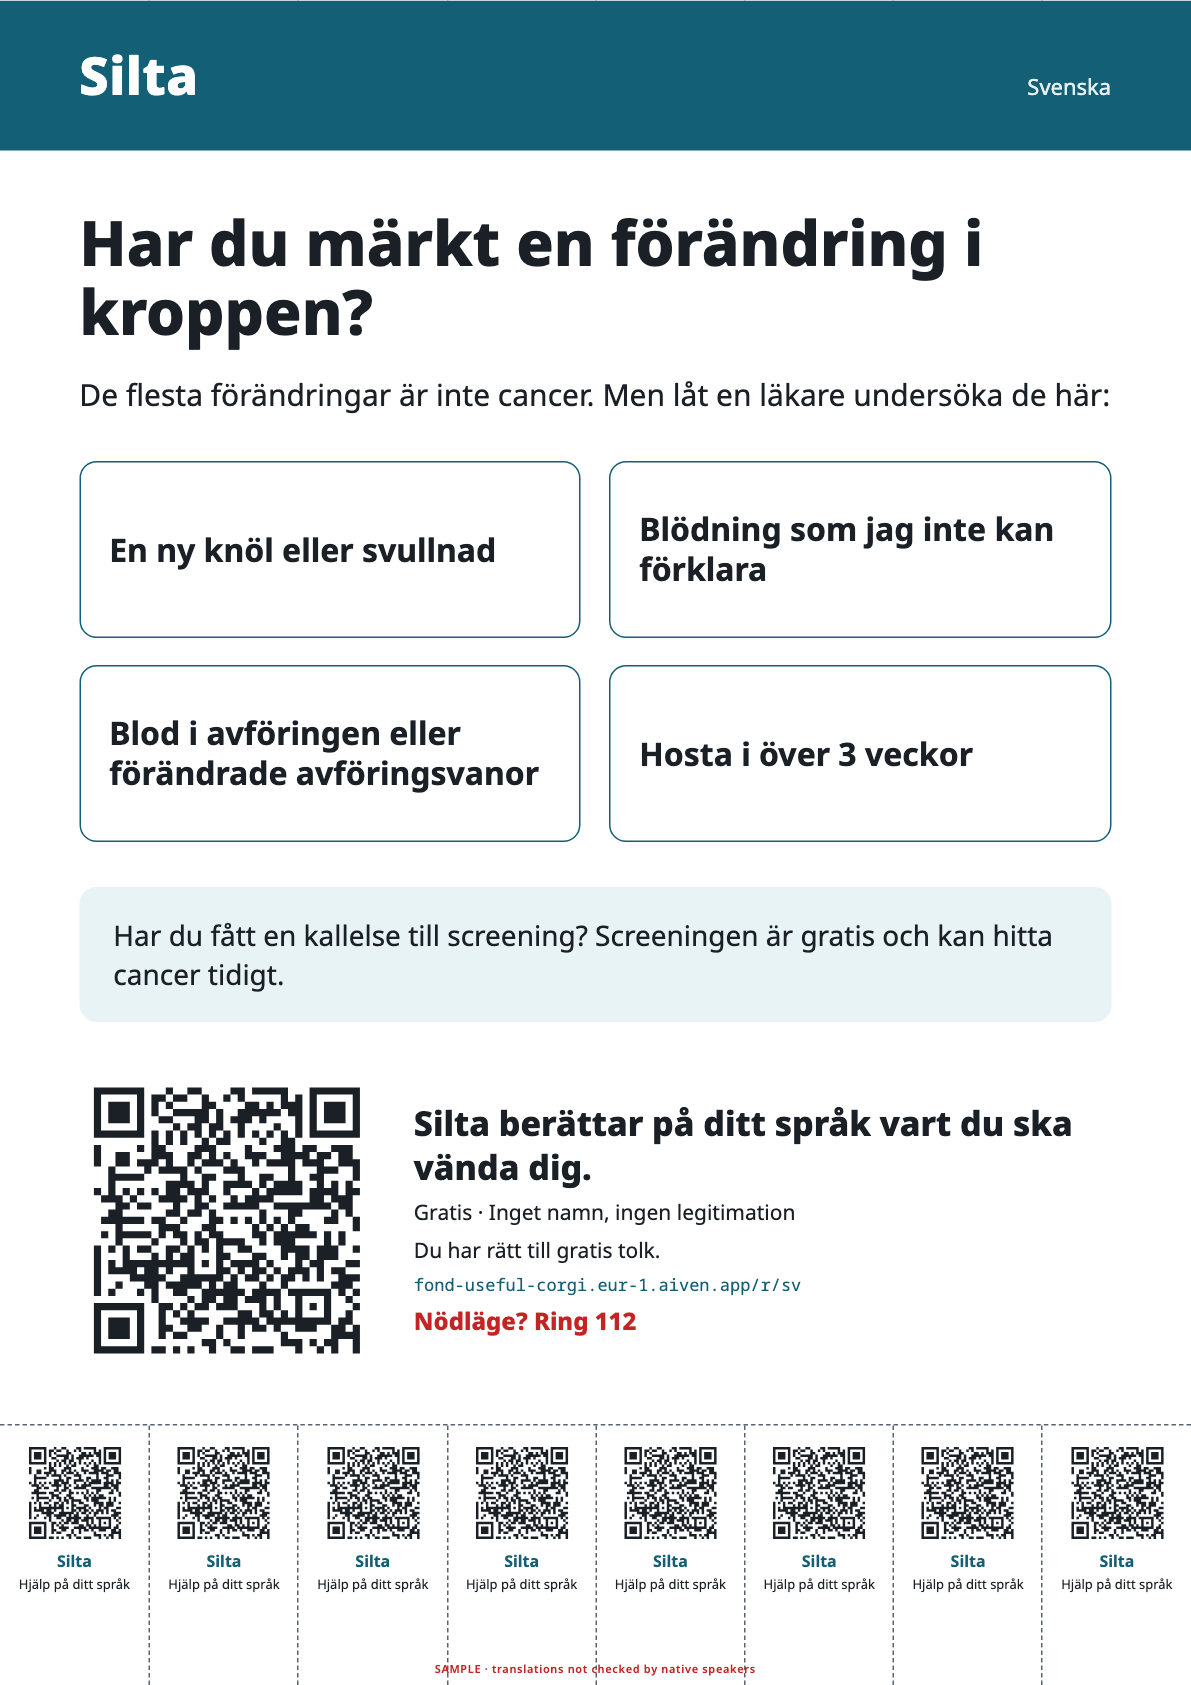 Silta
Svenska
Har du märkt en förändring i
kroppen?
De flesta förändringar är inte cancer. Men låt en läkare undersöka de här:
En ny knöl eller svullnad
Blödning som jag inte kan
förklara
Blod i avföringen eller
förändrade avföringsvanor
Hosta i över 3 veckor
Har du fått en kallelse till screening? Screeningen är gratis och kan hitta
cancer tidigt.
Silta berättar på ditt språk vart du ska
vända dig.
Gratis · Inget namn, ingen legitimation
Du har rätt till gratis tolk.
fond-useful-corgi.eur-1.aiven.app/r/sv
Nödläge? Ring 112
Silta
Hjälp på ditt språk
Silta
Hjälp på ditt språk
Silta
Hjälp på ditt språk
Silta
Hjälp på ditt språk
Silta
Hjälp på ditt språk
Silta
Hjälp på ditt språk
Silta
Hjälp på ditt språk
Silta
Hjälp på ditt språk
SAMPLE · translations not checked by native speakers